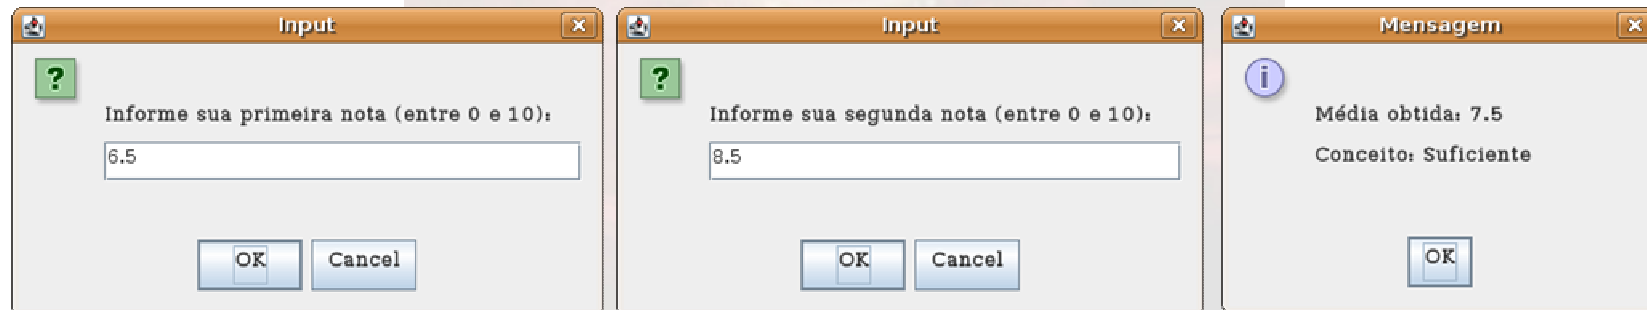 Input
?
Informe sua primeira nota (entre 0 e 10):
6.5
OK
Cancel
Input
?
Informe sua segunda nota (entre 0 e 10):
8.5
OK
Cancel
Mensagem
i
Média obtida: 7.5
Conceito: Suficiente
OK